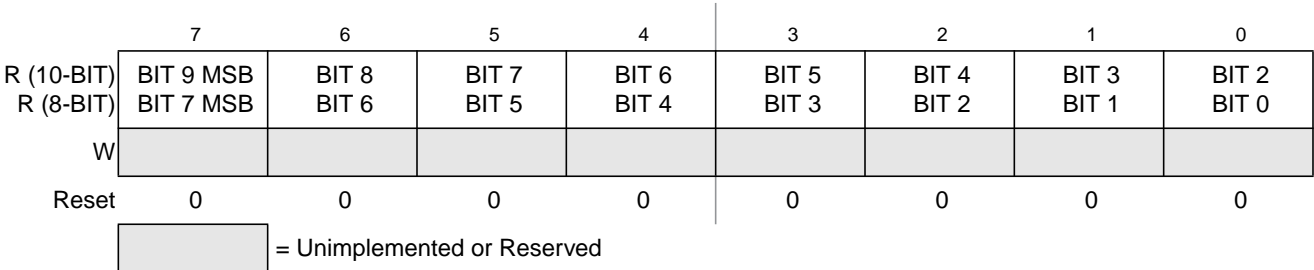 7 6 5 4 3 2 1 0
R (10-BIT) BIT 9 MSB BIT 8 BIT 7 BIT 6 BIT 5 BIT 4 BIT 3 BIT 2
R (8-BIT) BIT 7 MSB BIT 6 BIT 5 BIT 4 BIT 3 BIT 2 BIT 1 BIT 0
W
Reset 0 0 0 0 0 0 0 0
= Unimplemented or Reserved